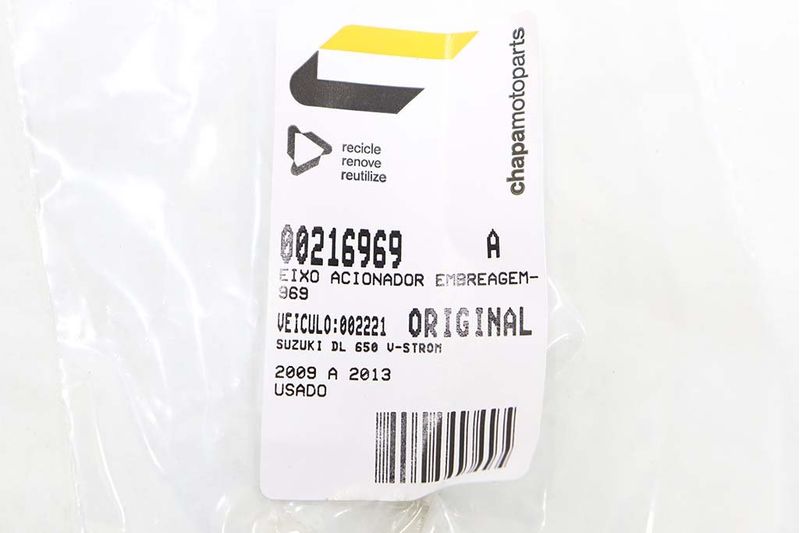 chapamotoparts
recicle
renove
reutilize
00216969 A
EIXO ACIONADOR EMBREAGEM-
969
VEICULO:002221 ORIGINAL
SUZUKI DL 650 V-STROM
2009 A 2013
USADO